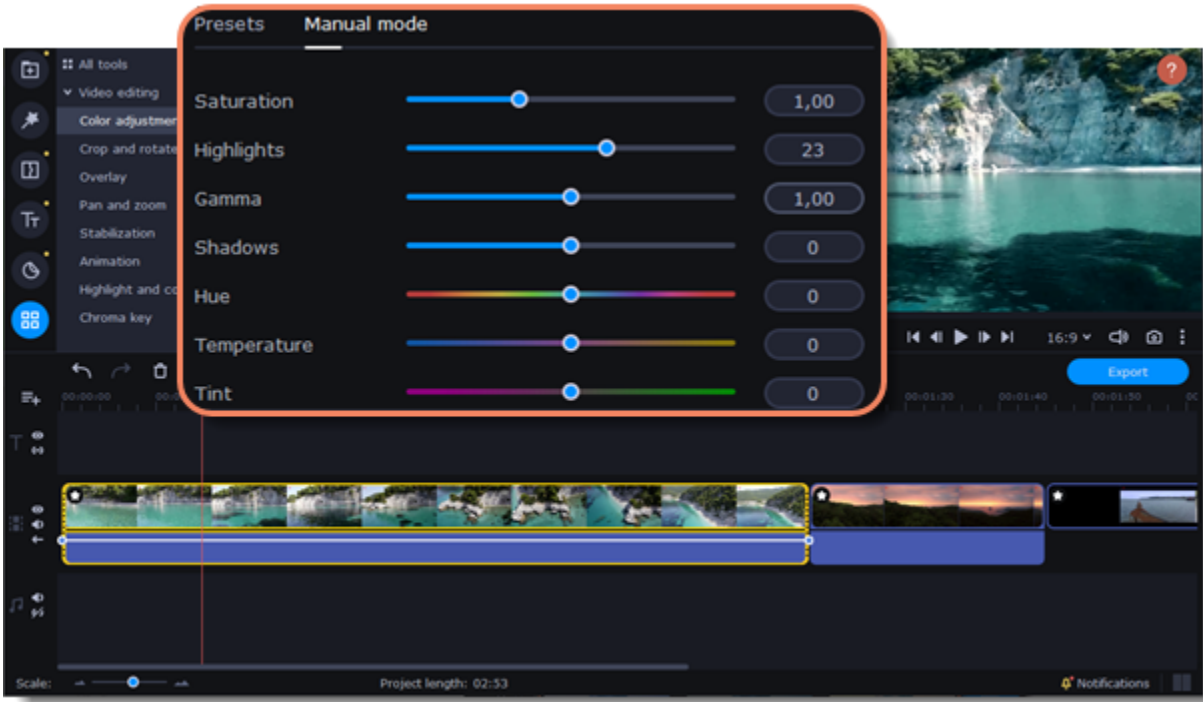 Presets Manual mode
All tools
Video editing
Color adjustmen
Crop and rotate
Overlay
Pan and zoom
Stabilization
Animation
Highlight and co
Chroma key
Saturation 1,00
Highlights 23
Gamma 1,00
Shadows 0
Hue 0
Temperature 0
Tint 0
?
16:9
Export
00:00:00 00:0 00:01:30 00:01:40 00:01:50 00
Scale: Project length: 02:53 Notifications